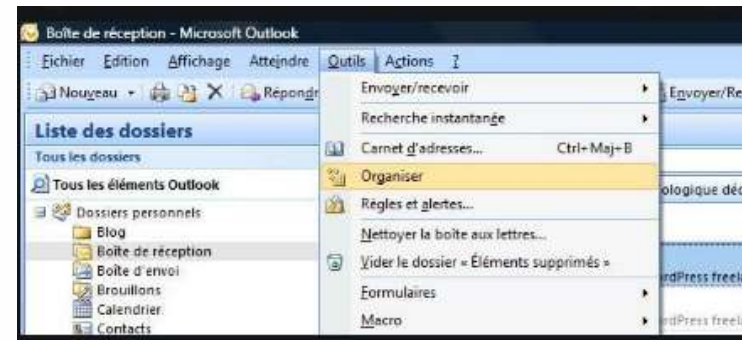 Boîte de réception - Microsoft Outlook
Fichier Edition Affichage Atteindre Outils Actions ?
Nouveau Répondr Envoyer/Re
Envoyer/recevoir
Recherche instantanée
Carnet d'adresses... Ctrl+Maj+B
Organiser
Règles et alertes...
Nettoyer la boîte aux lettres...
Vider le dossier « Éléments supprimés »
Formulaires
Macro
Liste des dossiers
Tous les dossiers
Tous les éléments Outlook
Dossiers personnels
Blog
Boîte de réception
Boîte d'envoi
Brouillons
Calendrier
Contacts
ologique déc
rdPress freela
rdPress freela